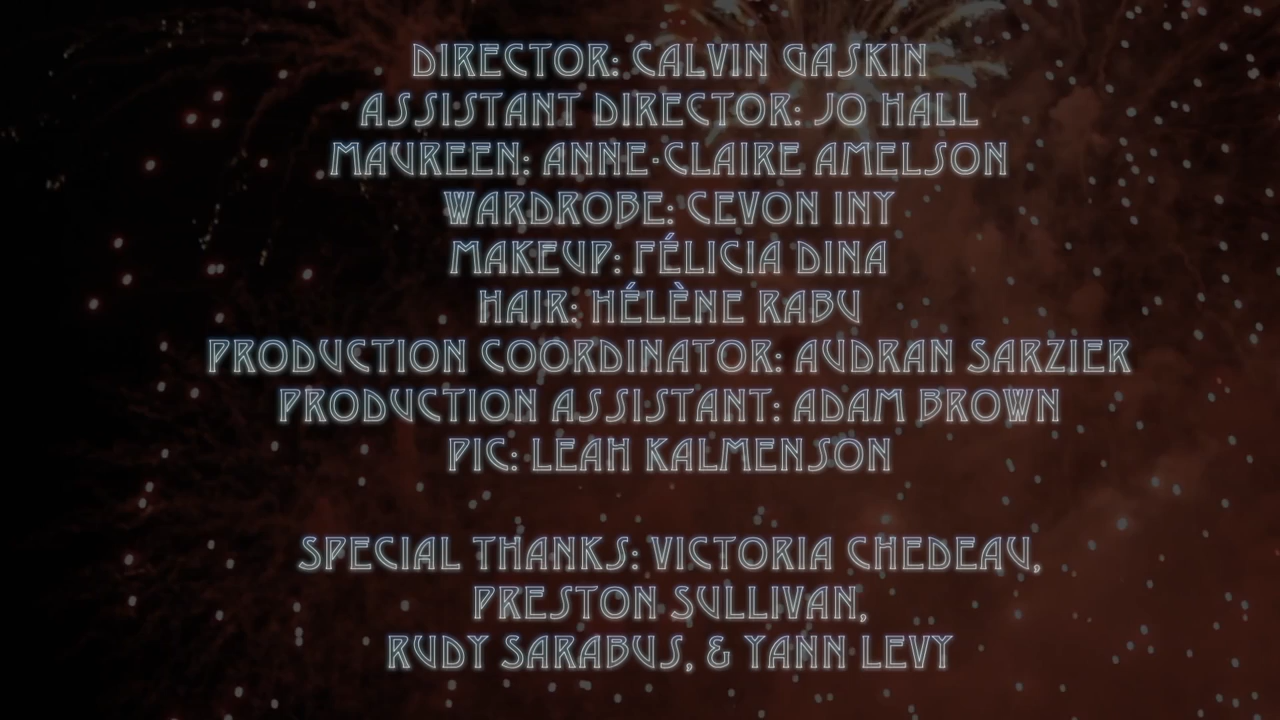 DIRECTOR: CALVIN GASKIN
ASSISTANT DIRECTOR: JO HALL
MAUREEN: ANNE-CLAIRE AMELSON
WARDROBE: CEVON INY
MAKEUP: FÉLICIA DINA
HAIR: HÉLÈNE RABU
PRODUCTION COORDINATOR: AUDRAN SARZIER
PRODUCTION ASSISTANT: ADAM BROWN
PIC: LEAH KALMENSON
SPECIAL THANKS: VICTORIA CHEDEAU,
PRESTON SULLIVAN,
RUDY SARABUS, & YANN LEVY